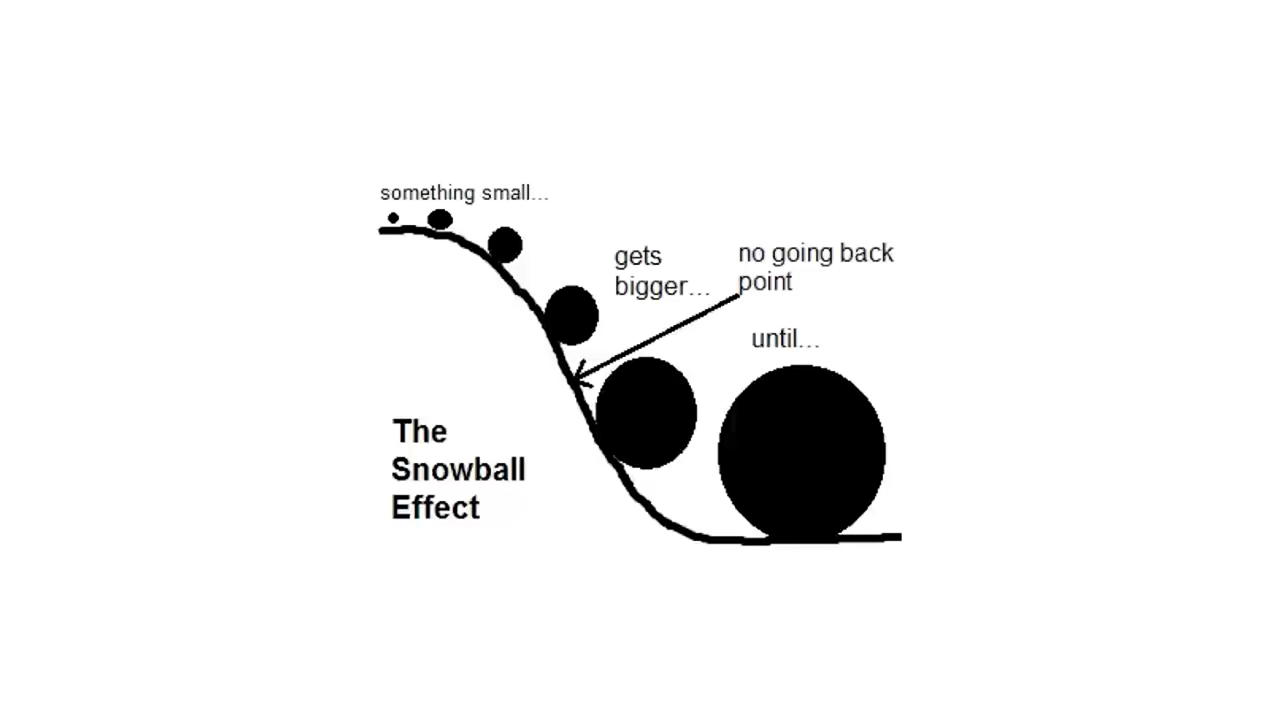 something small...
gets
bigger...
no going back
point
until...
The
Snowball
Effect